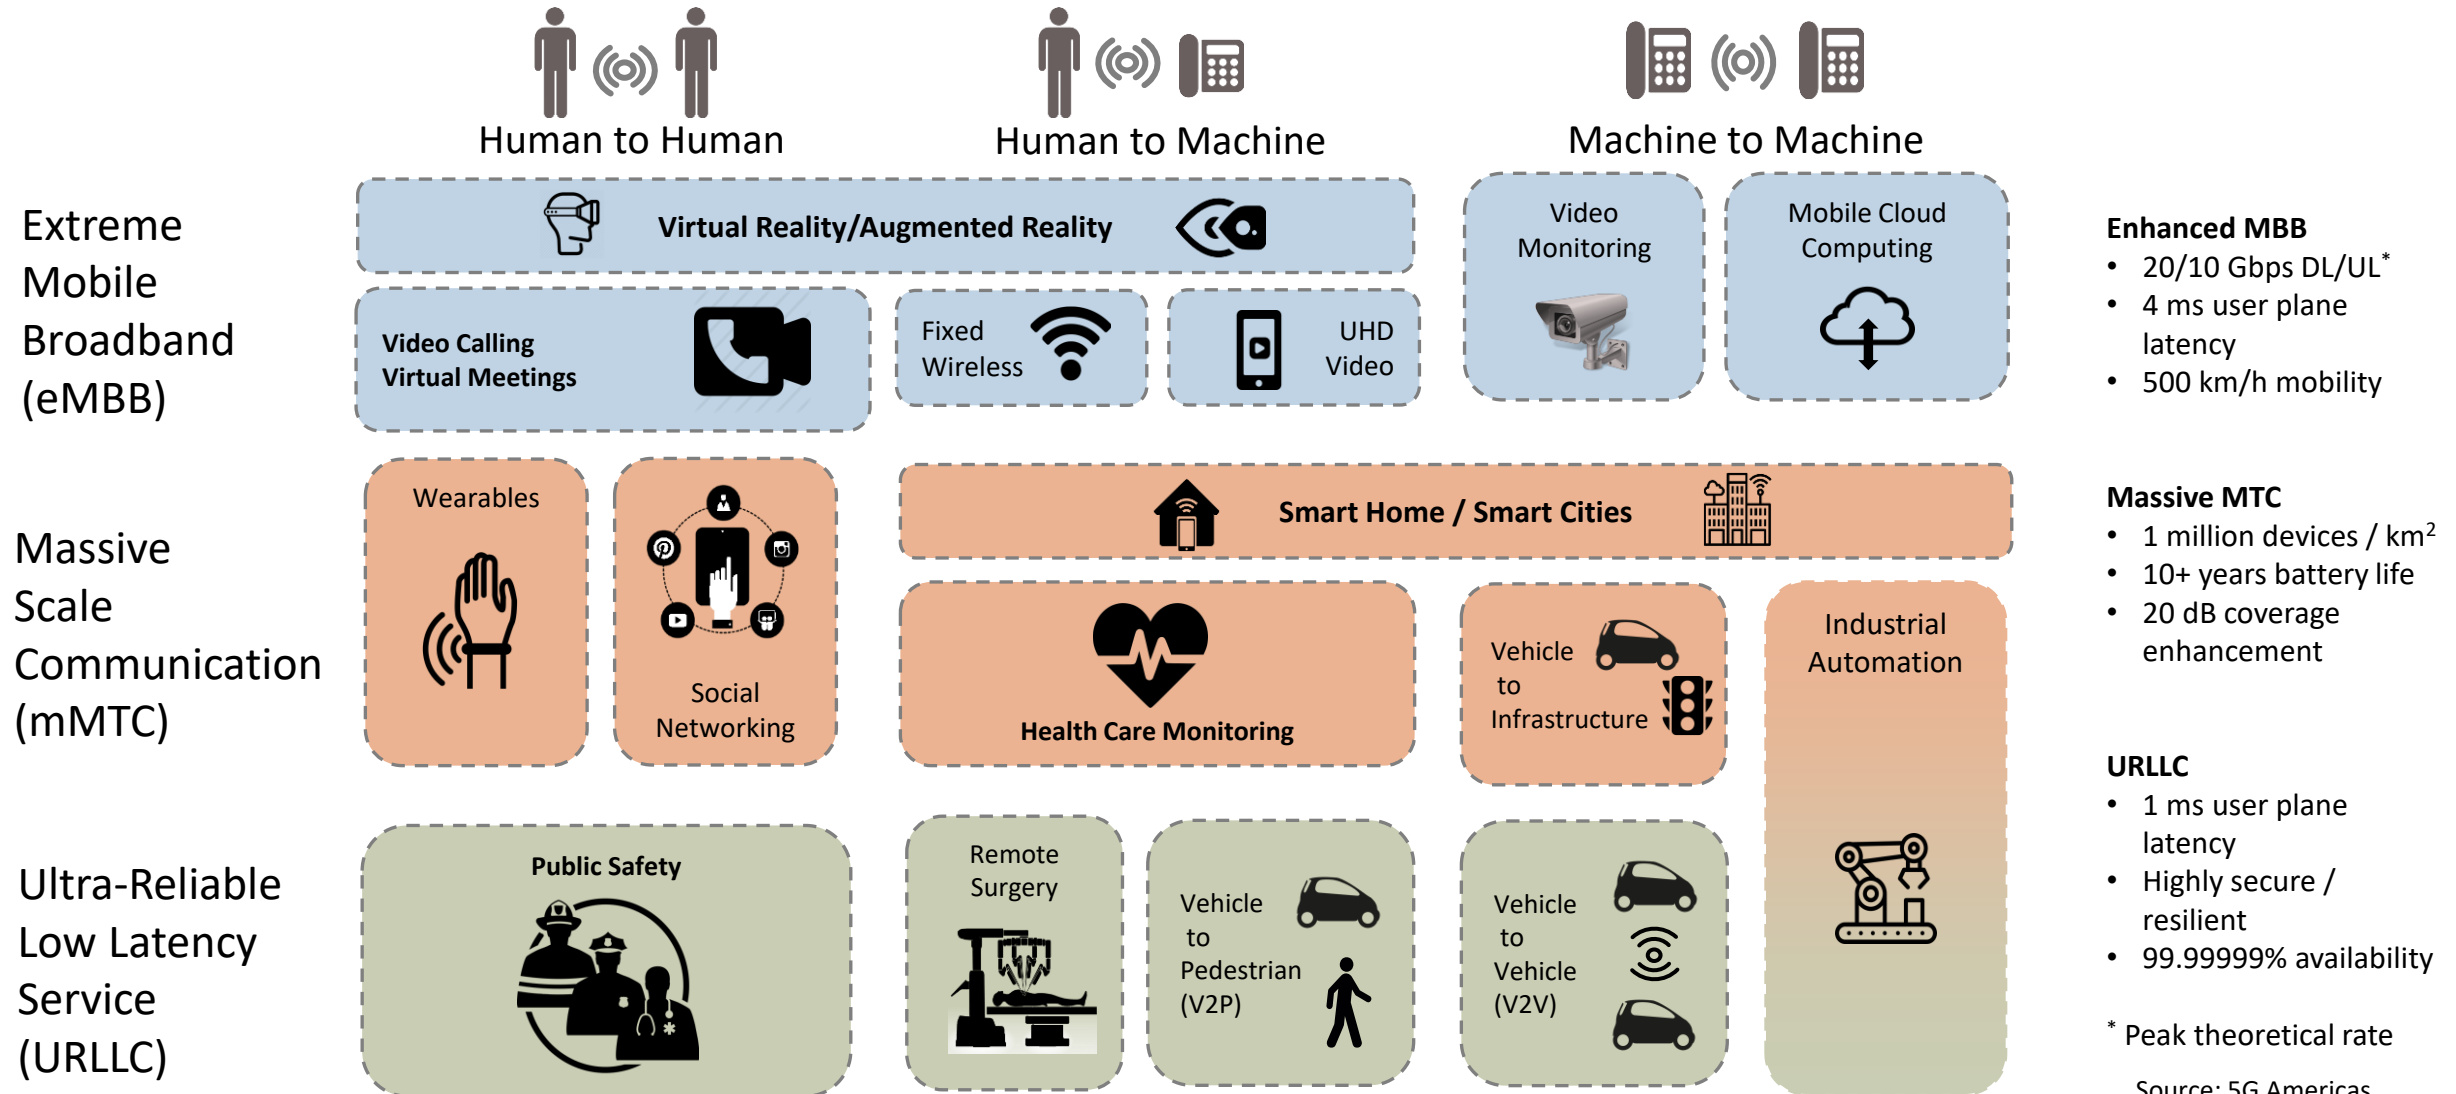 Human to Human
Human to Machine
Machine to Machine
Extreme
Mobile
Broadband
(eMBB)
Virtual Reality/Augmented Reality
Video
Monitoring
Mobile Cloud
Computing
Video Calling
Virtual Meetings
Fixed
Wireless
UHD
Video
Enhanced MBB
• 20/10 Gbps DL/UL*
• 4 ms user plane
latency
• 500 km/h mobility
Massive
Scale
Communication
(mMTC)
Wearables
Social
Networking
Smart Home / Smart Cities
Health Care Monitoring
Vehicle
to
Infrastructure
Industrial
Automation
Massive MTC
• 1 million devices / km2
• 10+ years battery life
• 20 dB coverage
enhancement
Ultra-Reliable
Low Latency
Service
(URLLC)
Public Safety
Remote
Surgery
Vehicle
to
Pedestrian
(V2P)
Vehicle
to
Vehicle
(V2V)
URLLC
• 1 ms user plane
latency
• Highly secure /
resilient
• 99.99999% availability
* Peak theoretical rate
Source: 5G Americas